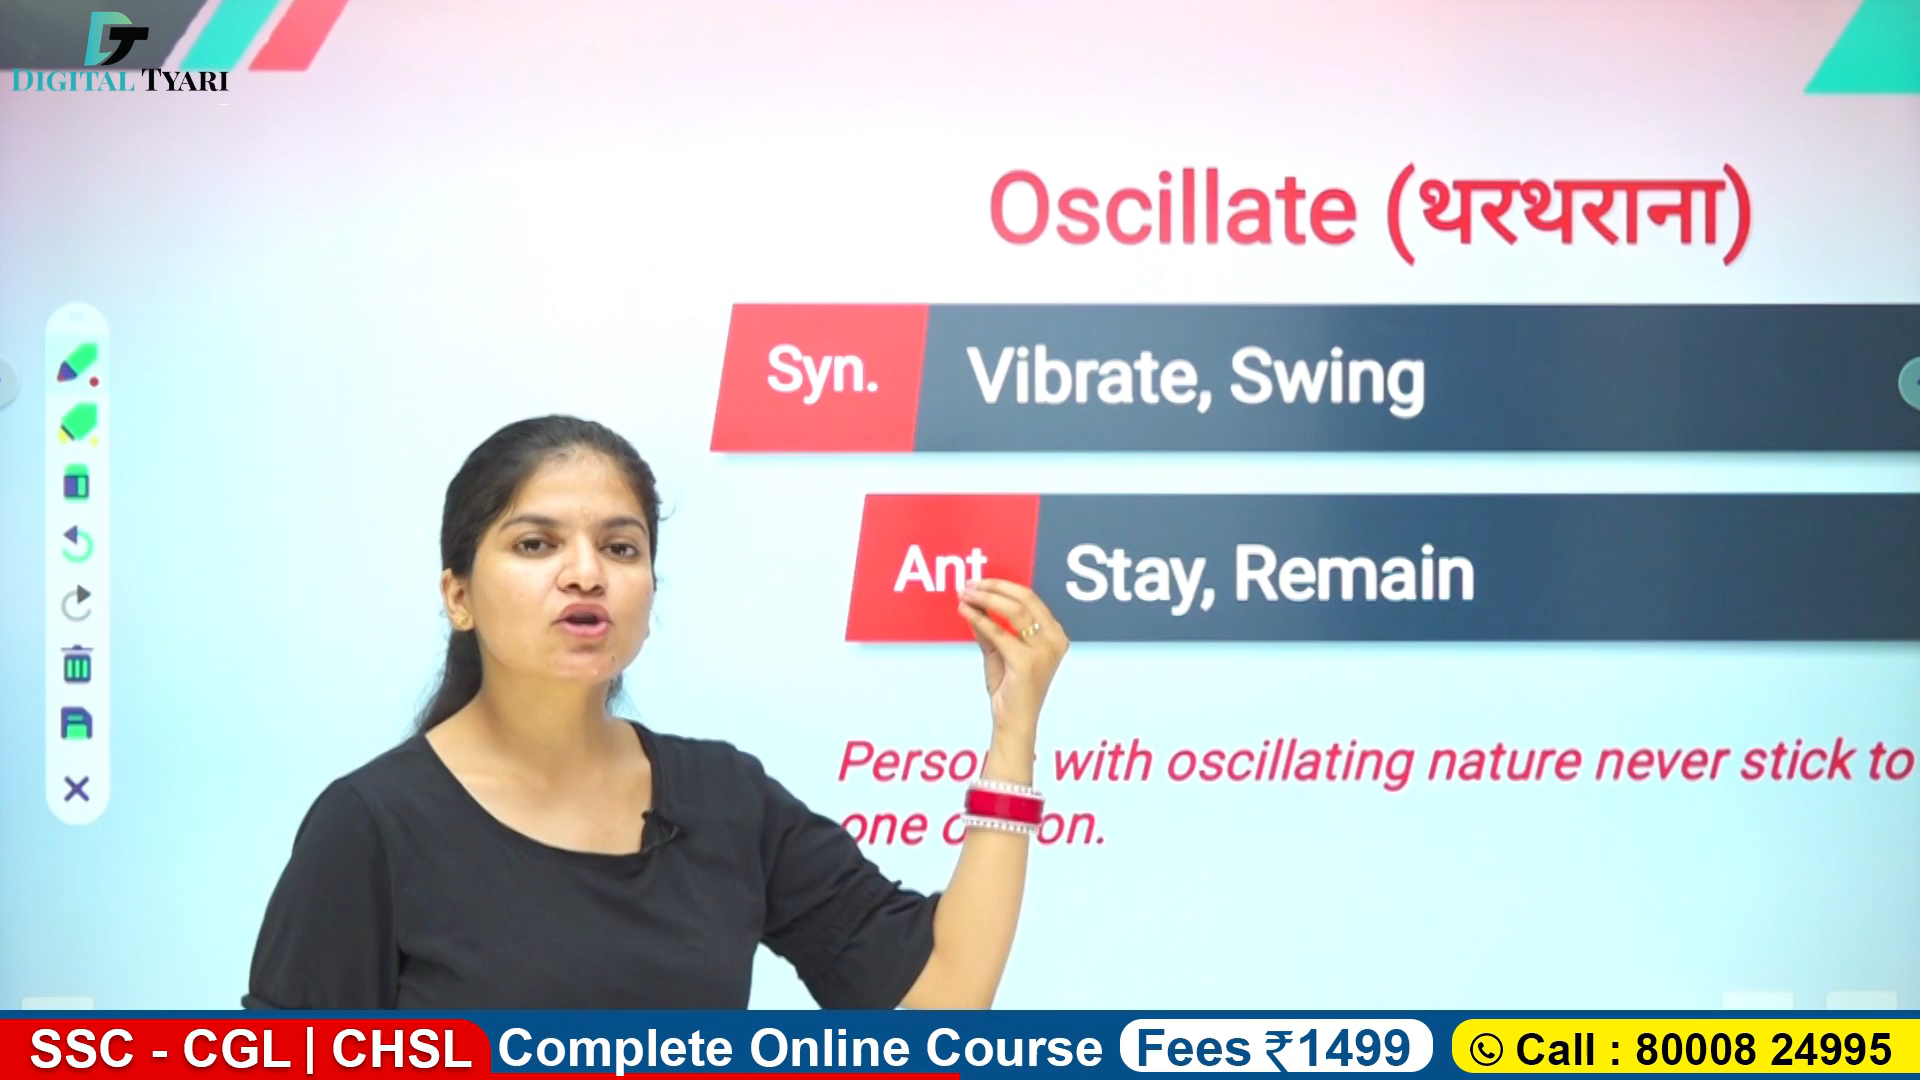 DIGITAL TYARI
Oscillate (थरथराना)
Syn. Vibrate, Swing
Ant Stay, Remain
with oscillating nature never stick to
one
SSC - CGL | CHSL Complete Online Course Fees ₹1499 Call : 80008 24995